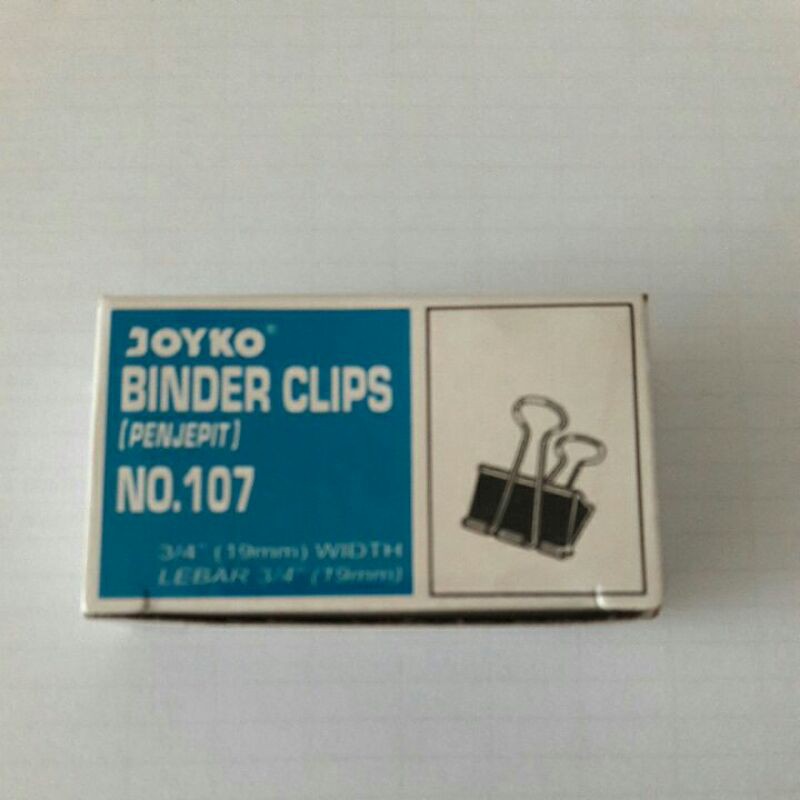 JOYKO
BINDER CLIPS
(PENJEPIT)
NO.107
3/4" (19mm) WIDTH
LEBAR 3/4" (19mm)